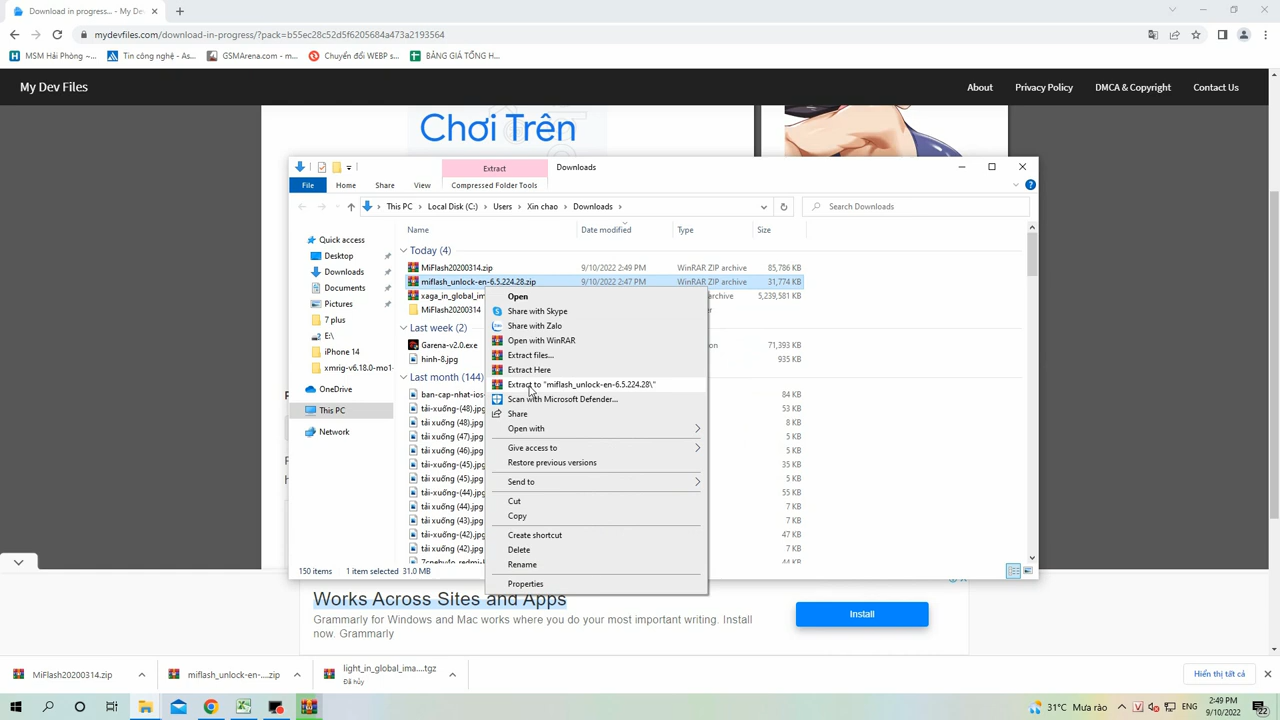 Download in progress... - My Dev
mydevfiles.com/download-in-progress/?pack=b55ec28c52d5f6205684a473a2193564
MSM Hải Phòng ~...
Tin công nghệ - As...
GSMArena.com - m...
Chuyển đổi WEBP s...
BẢNG GIÁ TỔNG H...
My Dev Files
About
Privacy Policy
DMCA & Copyright
Contact Us
Chơi Trên
Extract
Downloads
File
Home
Share
View
Compressed Folder Tools
This PC
Local Disk (C:)
Users
Xin chao
Downloads
Search Downloads
Name
Date modified
Type
Size
Quick access
Desktop
Downloads
Documents
Pictures
7 plus
E:\
iPhone 14
xmrig-v6.18.0-mo1-
OneDrive
This PC
Network
Today (4)
MiFlash20200314.zip 9/10/2022 2:49 PM WinRAR ZIP archive 85,786 KB
miflash_unlock-en-6.5.224.28.zip 9/10/2022 2:47 PM WinRAR ZIP archive 31,774 KB
xaga_in_global_im archive 5,239,581 KB
MiFlash20200314
Last week (2)
Garena-v2.0.exe 71,393 KB
hinh-8.jpg 935 KB
Last month (144)
ban-cap-nhat-ios- 84 KB
tải-xuống-(48).jpg 8 KB
tải xuống (48).jpg 5 KB
tải xuống (47).jpg 5 KB
tải xuống (46).jpg 5 KB
tải-xuống-(45).jpg 35 KB
tải xuống (45).jpg 5 KB
tải-xuống-(44).jpg 55 KB
tải xuống (44).jpg 7 KB
tải xuống (43).jpg 7 KB
tải-xuống-(42).jpg 47 KB
tải xuống (42).jpg 7 KB
44 KB
Open
Share with Skype
Share with Zalo
Open with WinRAR
Extract files...
Extract Here
Extract to "miflash_unlock-en-6.5.224.28\"
Scan with Microsoft Defender...
Share
Open with
Give access to
Restore previous versions
Send to
Cut
Copy
Create shortcut
Delete
Rename
Properties
150 items
1 item selected 31.0 MB
Works Across Sites and Apps
Grammarly for Windows and Mac works where you do your most important writing. Install
now. Grammarly
Install
MiFlash20200314.zip
miflash_unlock-en-....zip
light_in_global_ima....tgz
Đã hủy
Hiển thị tất cả
31°C Mưa rào
ENG
2:49 PM
9/10/2022
22